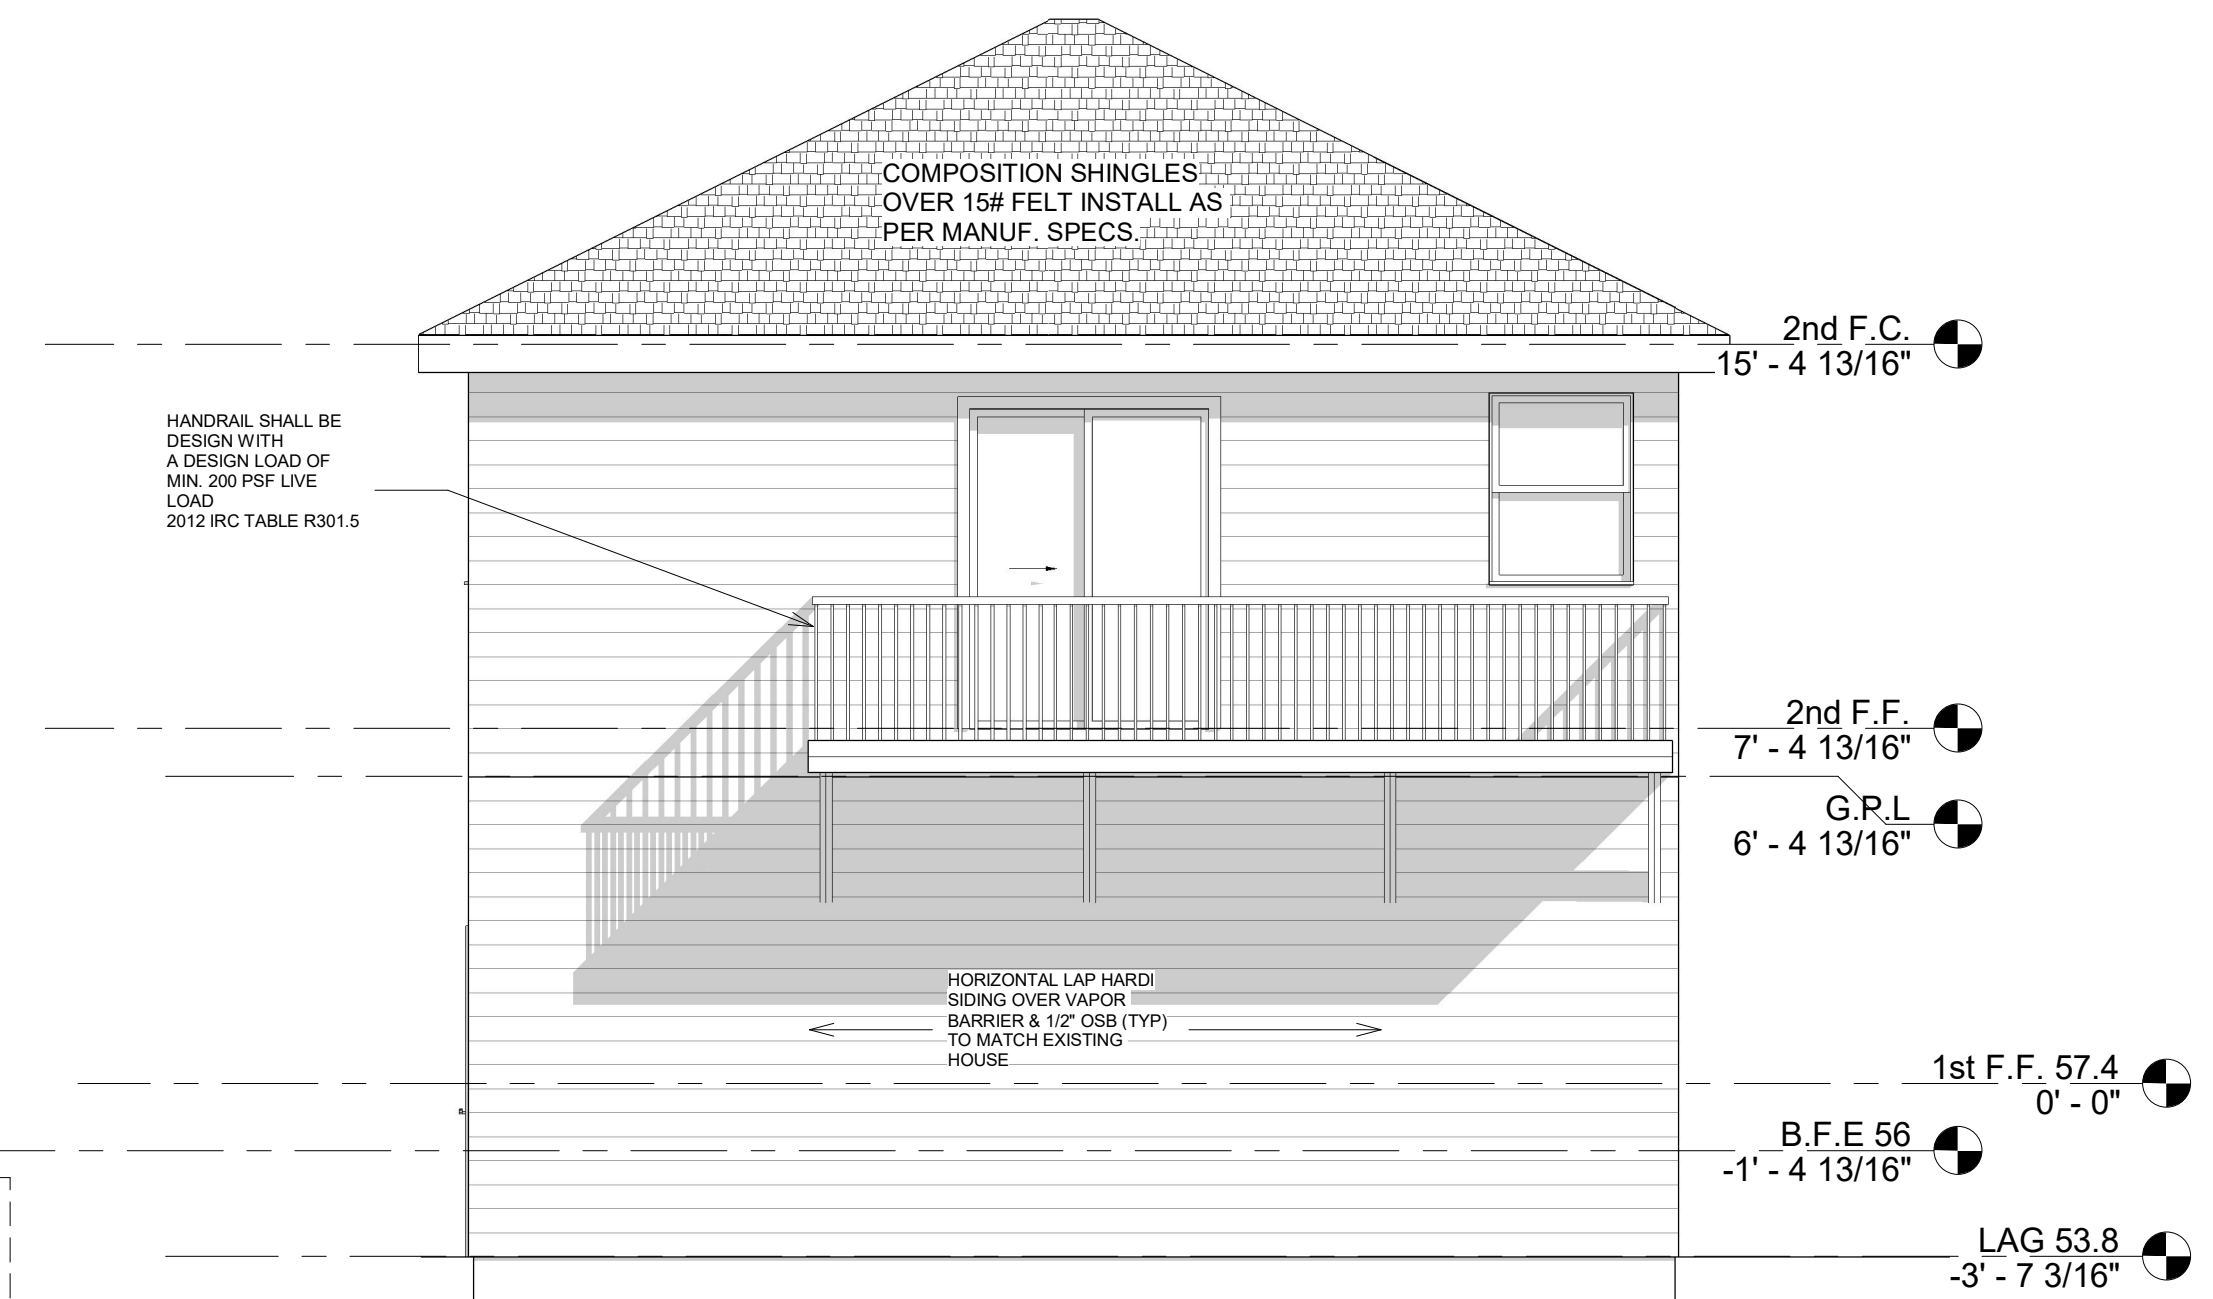 COMPOSITION SHINGLES
OVER 15# FELT INSTALL AS
PER MANUF. SPECS.
2nd F.C.
15' - 4 13/16"
HANDRAIL SHALL BE
DESIGN WITH
A DESIGN LOAD OF
MIN. 200 PSF LIVE
LOAD
2012 IRC TABLE R301.5
2nd F.F.
7' - 4 13/16"
G.P.L
6' - 4 13/16"
HORIZONTAL LAP HARDI
SIDING OVER VAPOR
BARRIER & 1/2" OSB (TYP)
TO MATCH EXISTING
HOUSE
1st F.F. 57.4
0' - 0"
B.F.E 56
-1' - 4 13/16"
LAG 53.8
-3' - 7 3/16"